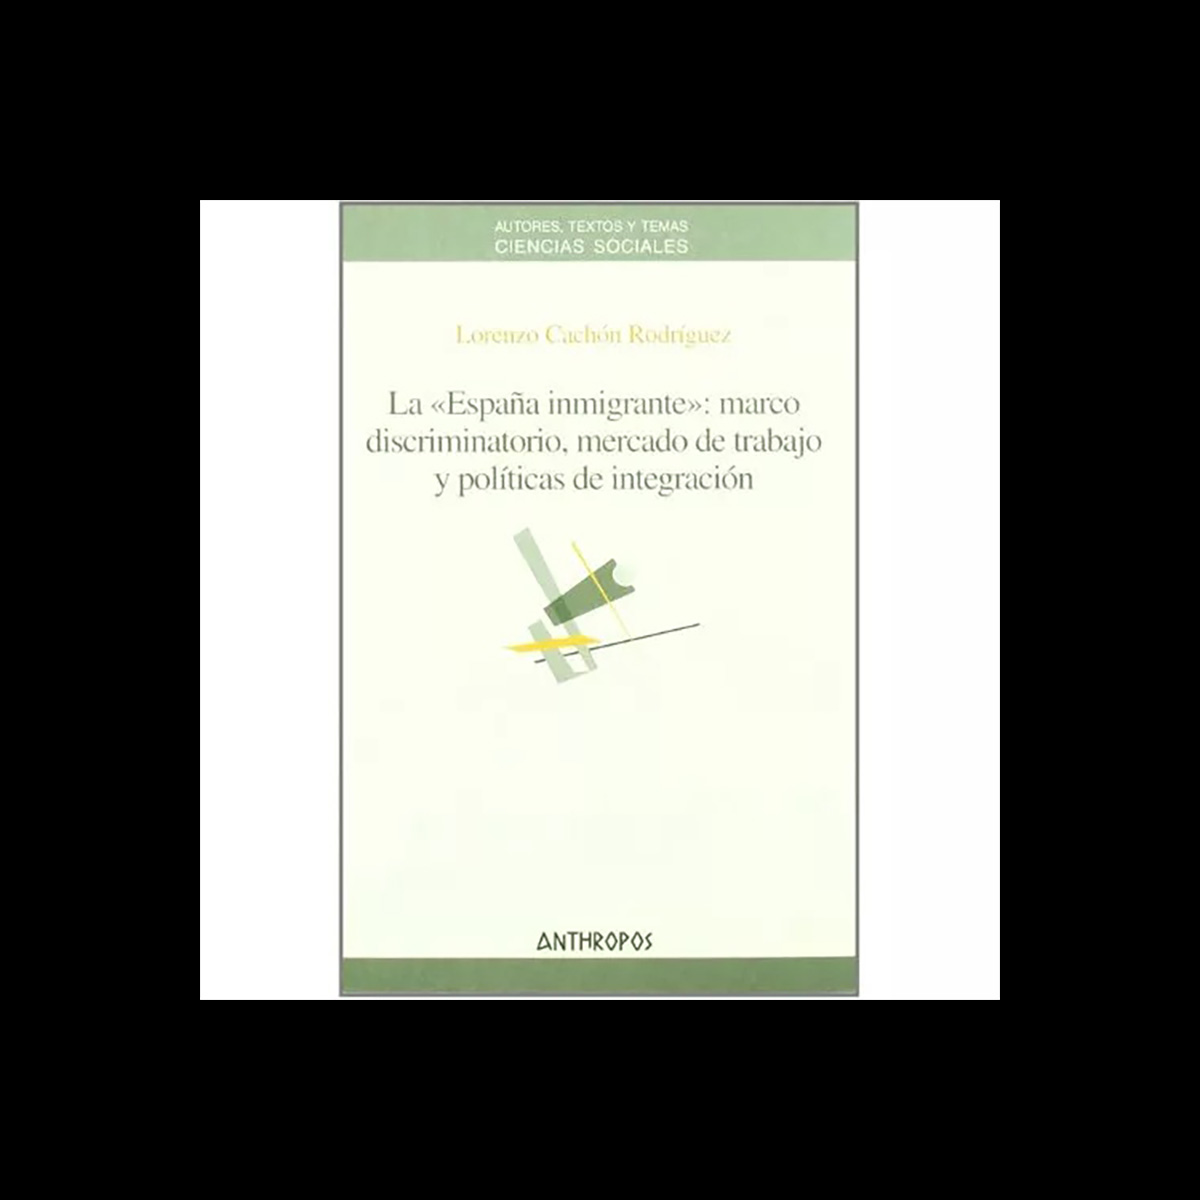 AUTORES, TEXTOS Y TEMAS
CIENCIAS SOCIALES
Lorenzo Cachón Rodríguez
La «España inmigrante»: marco
discriminatorio, mercado de trabajo
y políticas de integración
ANTHROPOS